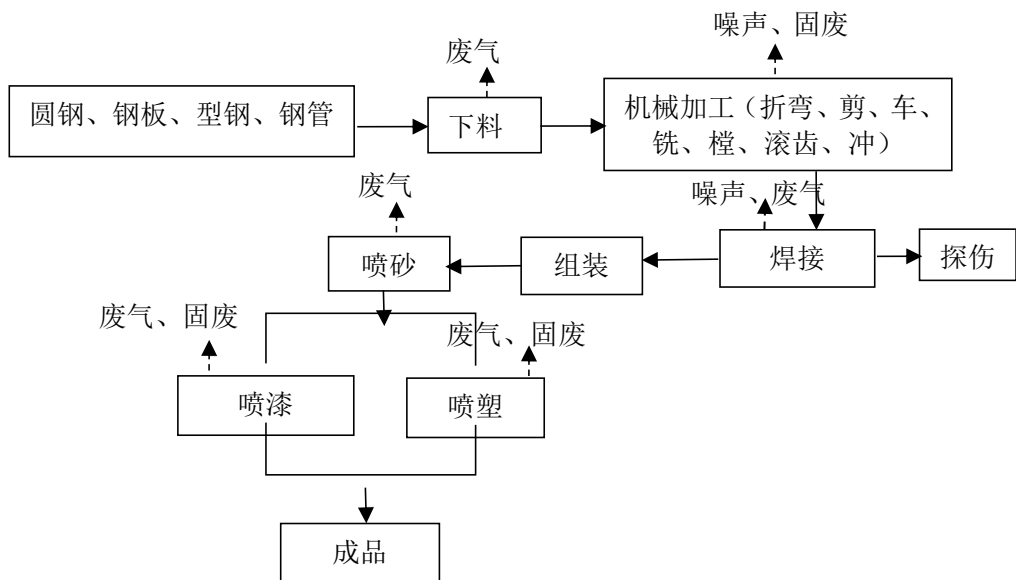 噪声、固废
废气
圆钢、钢板、型钢、钢管
下料
机械加工（折弯、剪、车、
铣、樘、滚齿、冲）
废气
噪声、废气
喷砂
组装
焊接
探伤
废气、固废
废气、固废
喷漆
喷塑
成品